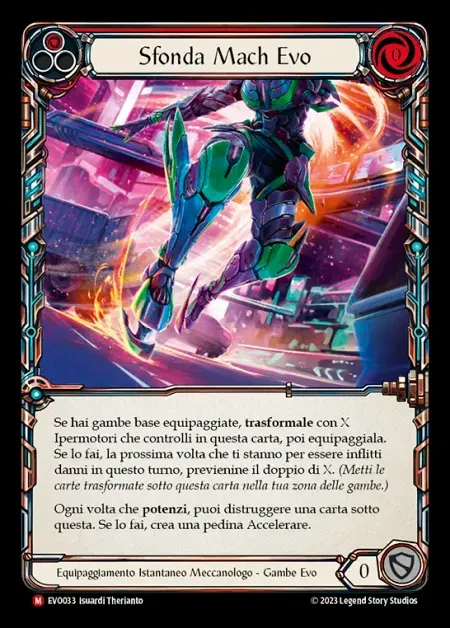 Sfonda Mach Evo
0
Se hai gambe base equipaggiate, trasformale con X
Ipermotori che controlli in questa carta, poi equipaggiala.
Se lo fai, la prossima volta che ti stanno per essere inflitti
danni in questo turno, previenine il doppio di X. (Metti le
carte trasformate sotto questa carta nella tua zona delle gambe.)
Ogni volta che potenzi, puoi distruggere una carta sotto
questa. Se lo fai, crea una pedina Accelerare.
Equipaggiamento Istantaneo Meccanologo - Gambe Evo
0
M EVO033 Isuardi Therianto
© 2023 Legend Story Studios